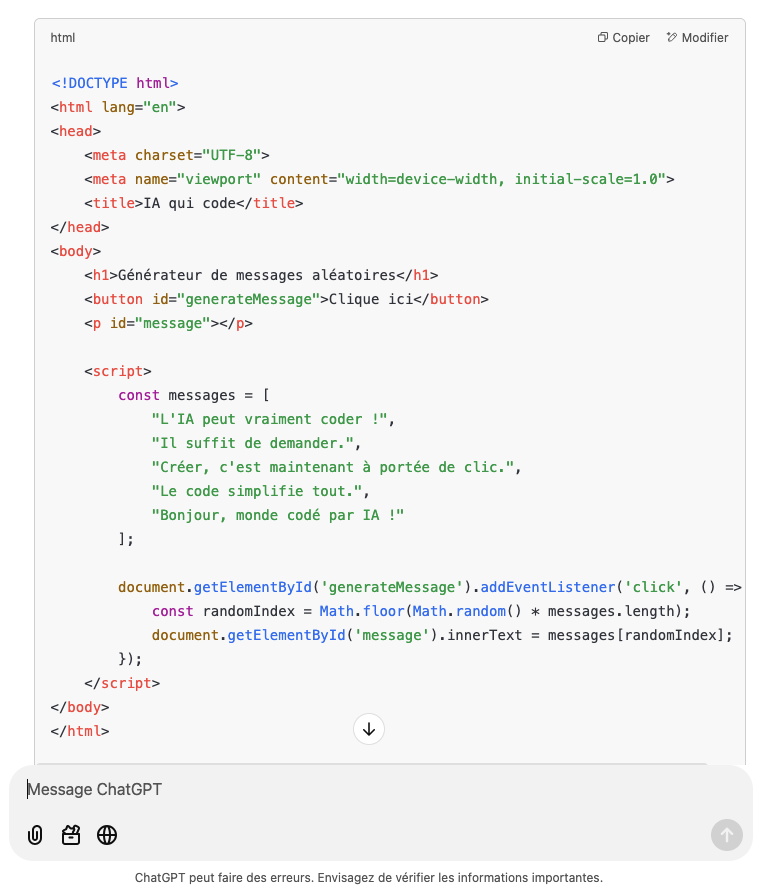 html Copier Modifier
<!DOCTYPE html>
<html lang="en">
<head>
    <meta charset="UTF-8">
    <meta name="viewport" content="width=device-width, initial-scale=1.0">
    <title>IA qui code</title>
</head>
<body>
    <h1>Générateur de messages aléatoires</h1>
    <button id="generateMessage">Clique ici</button>
    <p id="message"></p>

    <script>
        const messages = [
            "L'IA peut vraiment coder !",
            "Il suffit de demander.",
            "Créer, c'est maintenant à portée de clic.",
            "Le code simplifie tout.",
            "Bonjour, monde codé par IA !"
        ];

        document.getElementById('generateMessage').addEventListener('click', () =>
            const randomIndex = Math.floor(Math.random() * messages.length);
            document.getElementById('message').innerText = messages[randomIndex];
        });
    </script>
</body>
</html>
Message ChatGPT
ChatGPT peut faire des erreurs. Envisagez de vérifier les informations importantes.